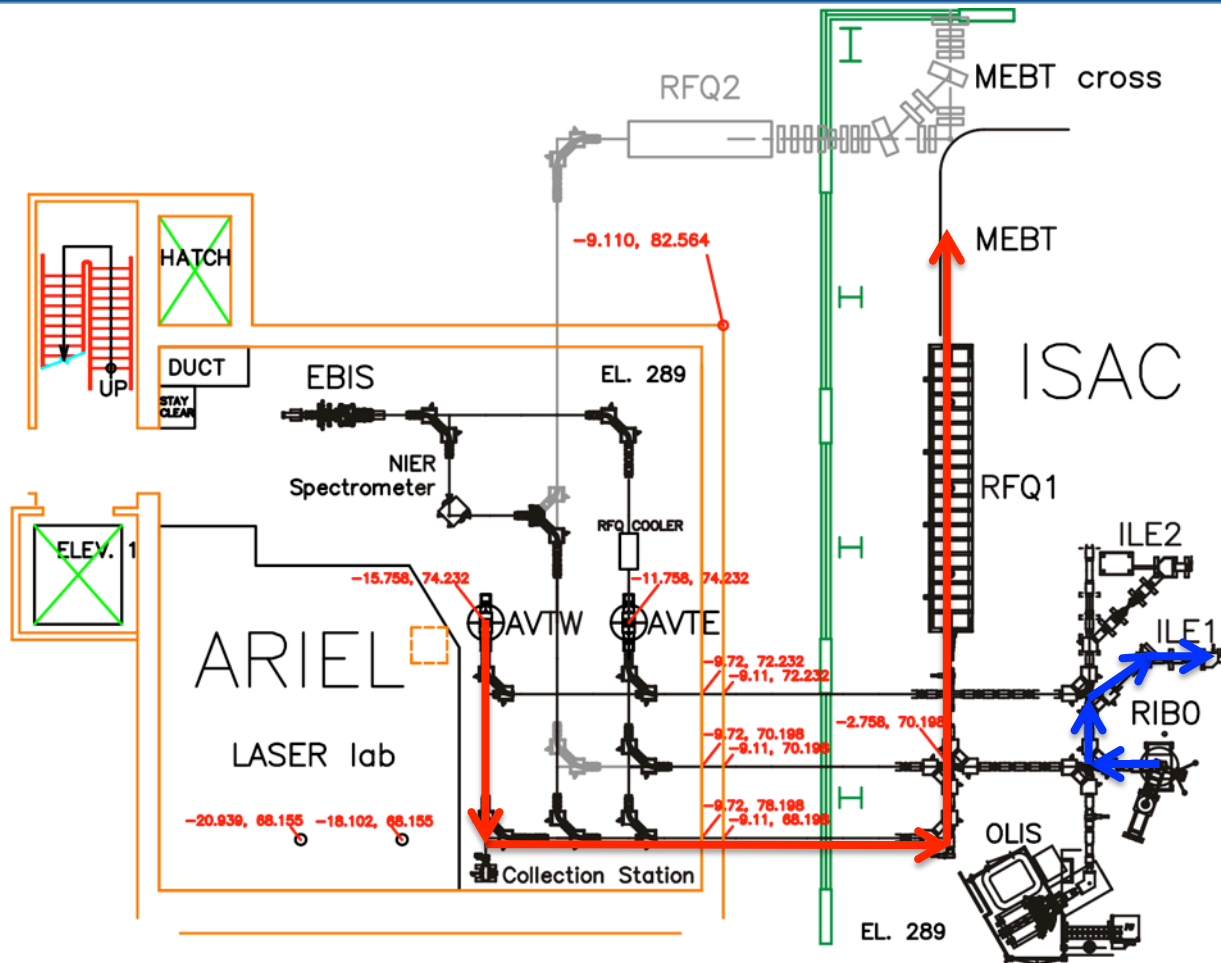 RFQ2
MEBT cross
-9.110, 82.564
MEBT
HATCH
UP
DUCT
STAY
CLEAR
EBIS
EL. 289
ISAC
NIER
Spectrometer
RFQ COOLER
RFQ1
ELEV. 1
ILE2
-15.758, 74.232
-11.758, 74.232
AVTW
AVTE
ILE1
ARIEL
-9.72, 72.232
-9.11, 72.232
-2.758, 70.198
RIB0
-9.72, 70.198
-9.11, 70.198
LASER lab
-9.72, 78.198
-9.11, 68.198
-20.939, 68.155
-18.102, 68.155
OLIS
Collection Station
EL. 289